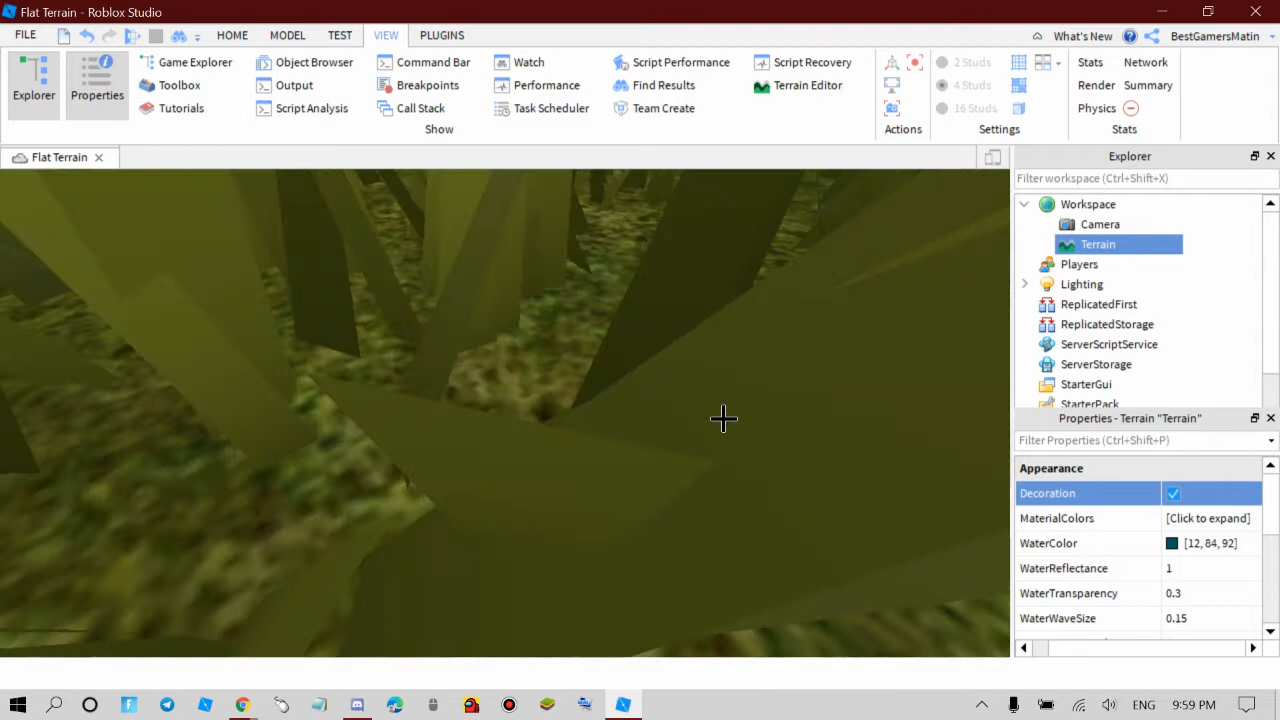 Flat Terrain - Roblox Studio
FILE HOME MODEL TEST VIEW PLUGINS What's New BestGamersMatin
Explorer
Properties
Game Explorer
Toolbox
Tutorials
Object Browser
Output
Script Analysis
Command Bar
Breakpoints
Call Stack
Watch
Performance
Task Scheduler
Script Performance
Find Results
Team Create
Script Recovery
Terrain Editor
Show
Actions
2 Studs
4 Studs
16 Studs
Settings
Stats Network
Render Summary
Physics
Stats
Flat Terrain
Explorer
Filter workspace (Ctrl+Shift+X)
Workspace
Camera
Terrain
Players
Lighting
ReplicatedFirst
ReplicatedStorage
ServerScriptService
ServerStorage
StarterGui
StarterPack
Properties - Terrain "Terrain"
Filter Properties (Ctrl+Shift+P)
Appearance
Decoration
MaterialColors [Click to expand]
WaterColor [12, 84, 92]
WaterReflectance 1
WaterTransparency 0.3
WaterWaveSize 0.15
ENG 9:59 PM